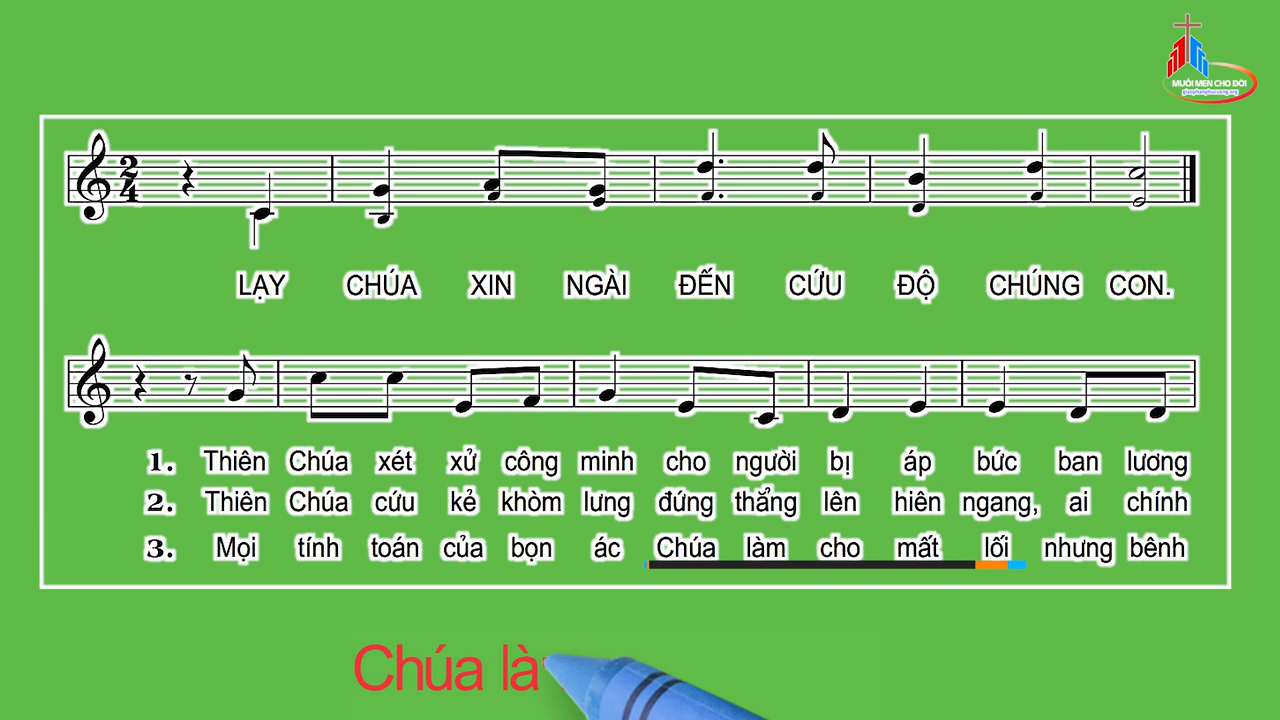 MUỐI MEN CHO ĐỜI
giaophanphucuong.org
LẠY CHÚA XIN NGÀI ĐẾN CỨU ĐỘ CHÚNG CON.
1. Thiên Chúa xét xử công minh cho người bị áp bức ban lương
2. Thiên Chúa cứu kẻ khòm lưng đứng thẳng lên hiên ngang, ai chính
3. Mọi tính toán của bọn ác Chúa làm cho mất lối nhưng bênh
Chúa là